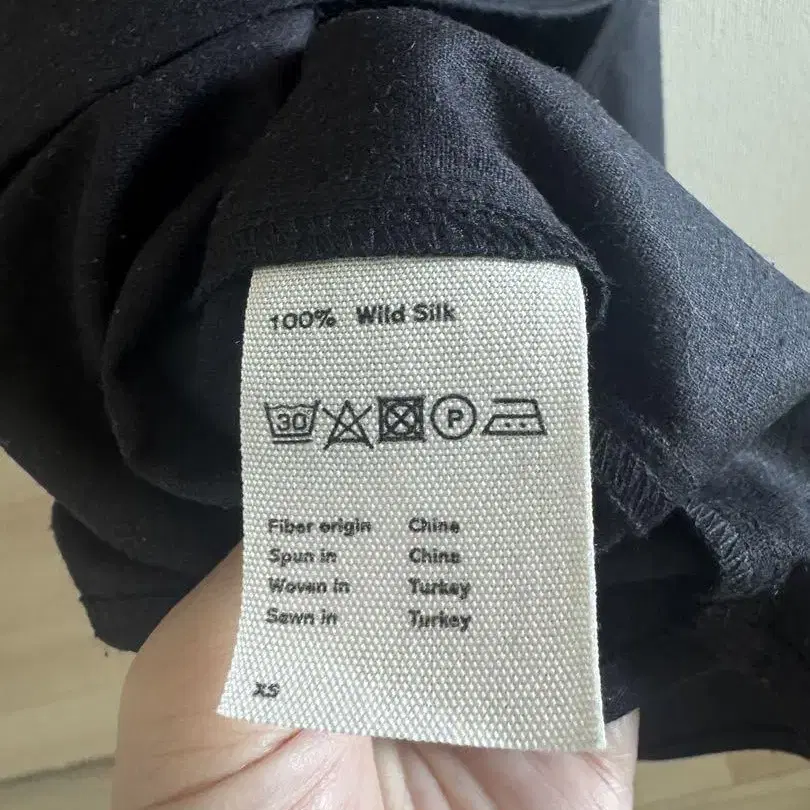 100% Wild Silk
30 P
Fiber origin China
Spun in China
Woven in Turkey
Sewn in Turkey
XS